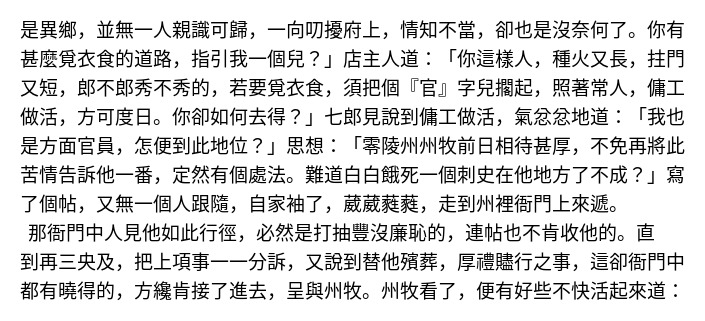 是異鄉，並無一人親識可歸，一向叨擾府上，情知不當，卻也是沒奈何了。你有
甚麼覓衣食的道路，指引我一個兒？」店主人道：「你這樣人，種火又長，拄門
又短，郎不郎秀不秀的，若要覓衣食，須把個『官』字兒擱起，照著常人，傭工
做活，方可度日。你卻如何去得？」七郎見說到傭工做活，氣忿忿地道：「我也
是方面官員，怎便到此地位？」思想：「零陵州州牧前日相待甚厚，不免再將此
苦情告訴他一番，定然有個處法。難道白白餓死一個刺史在他地方了不成？」寫
了個帖，又無一個人跟隨，自家袖了，葳葳蕤蕤，走到州裡衙門上來遞。
那衙門中人見他如此行徑，必然是打抽豐沒廉恥的，連帖也不肯收他的。直
到再三央及，把上項事一一分訴，又說到替他殯葬，厚禮贐行之事，這卻衙門中
都有曉得的，方纔肯接了進去，呈與州牧。州牧看了，便有好些不快活起來道：